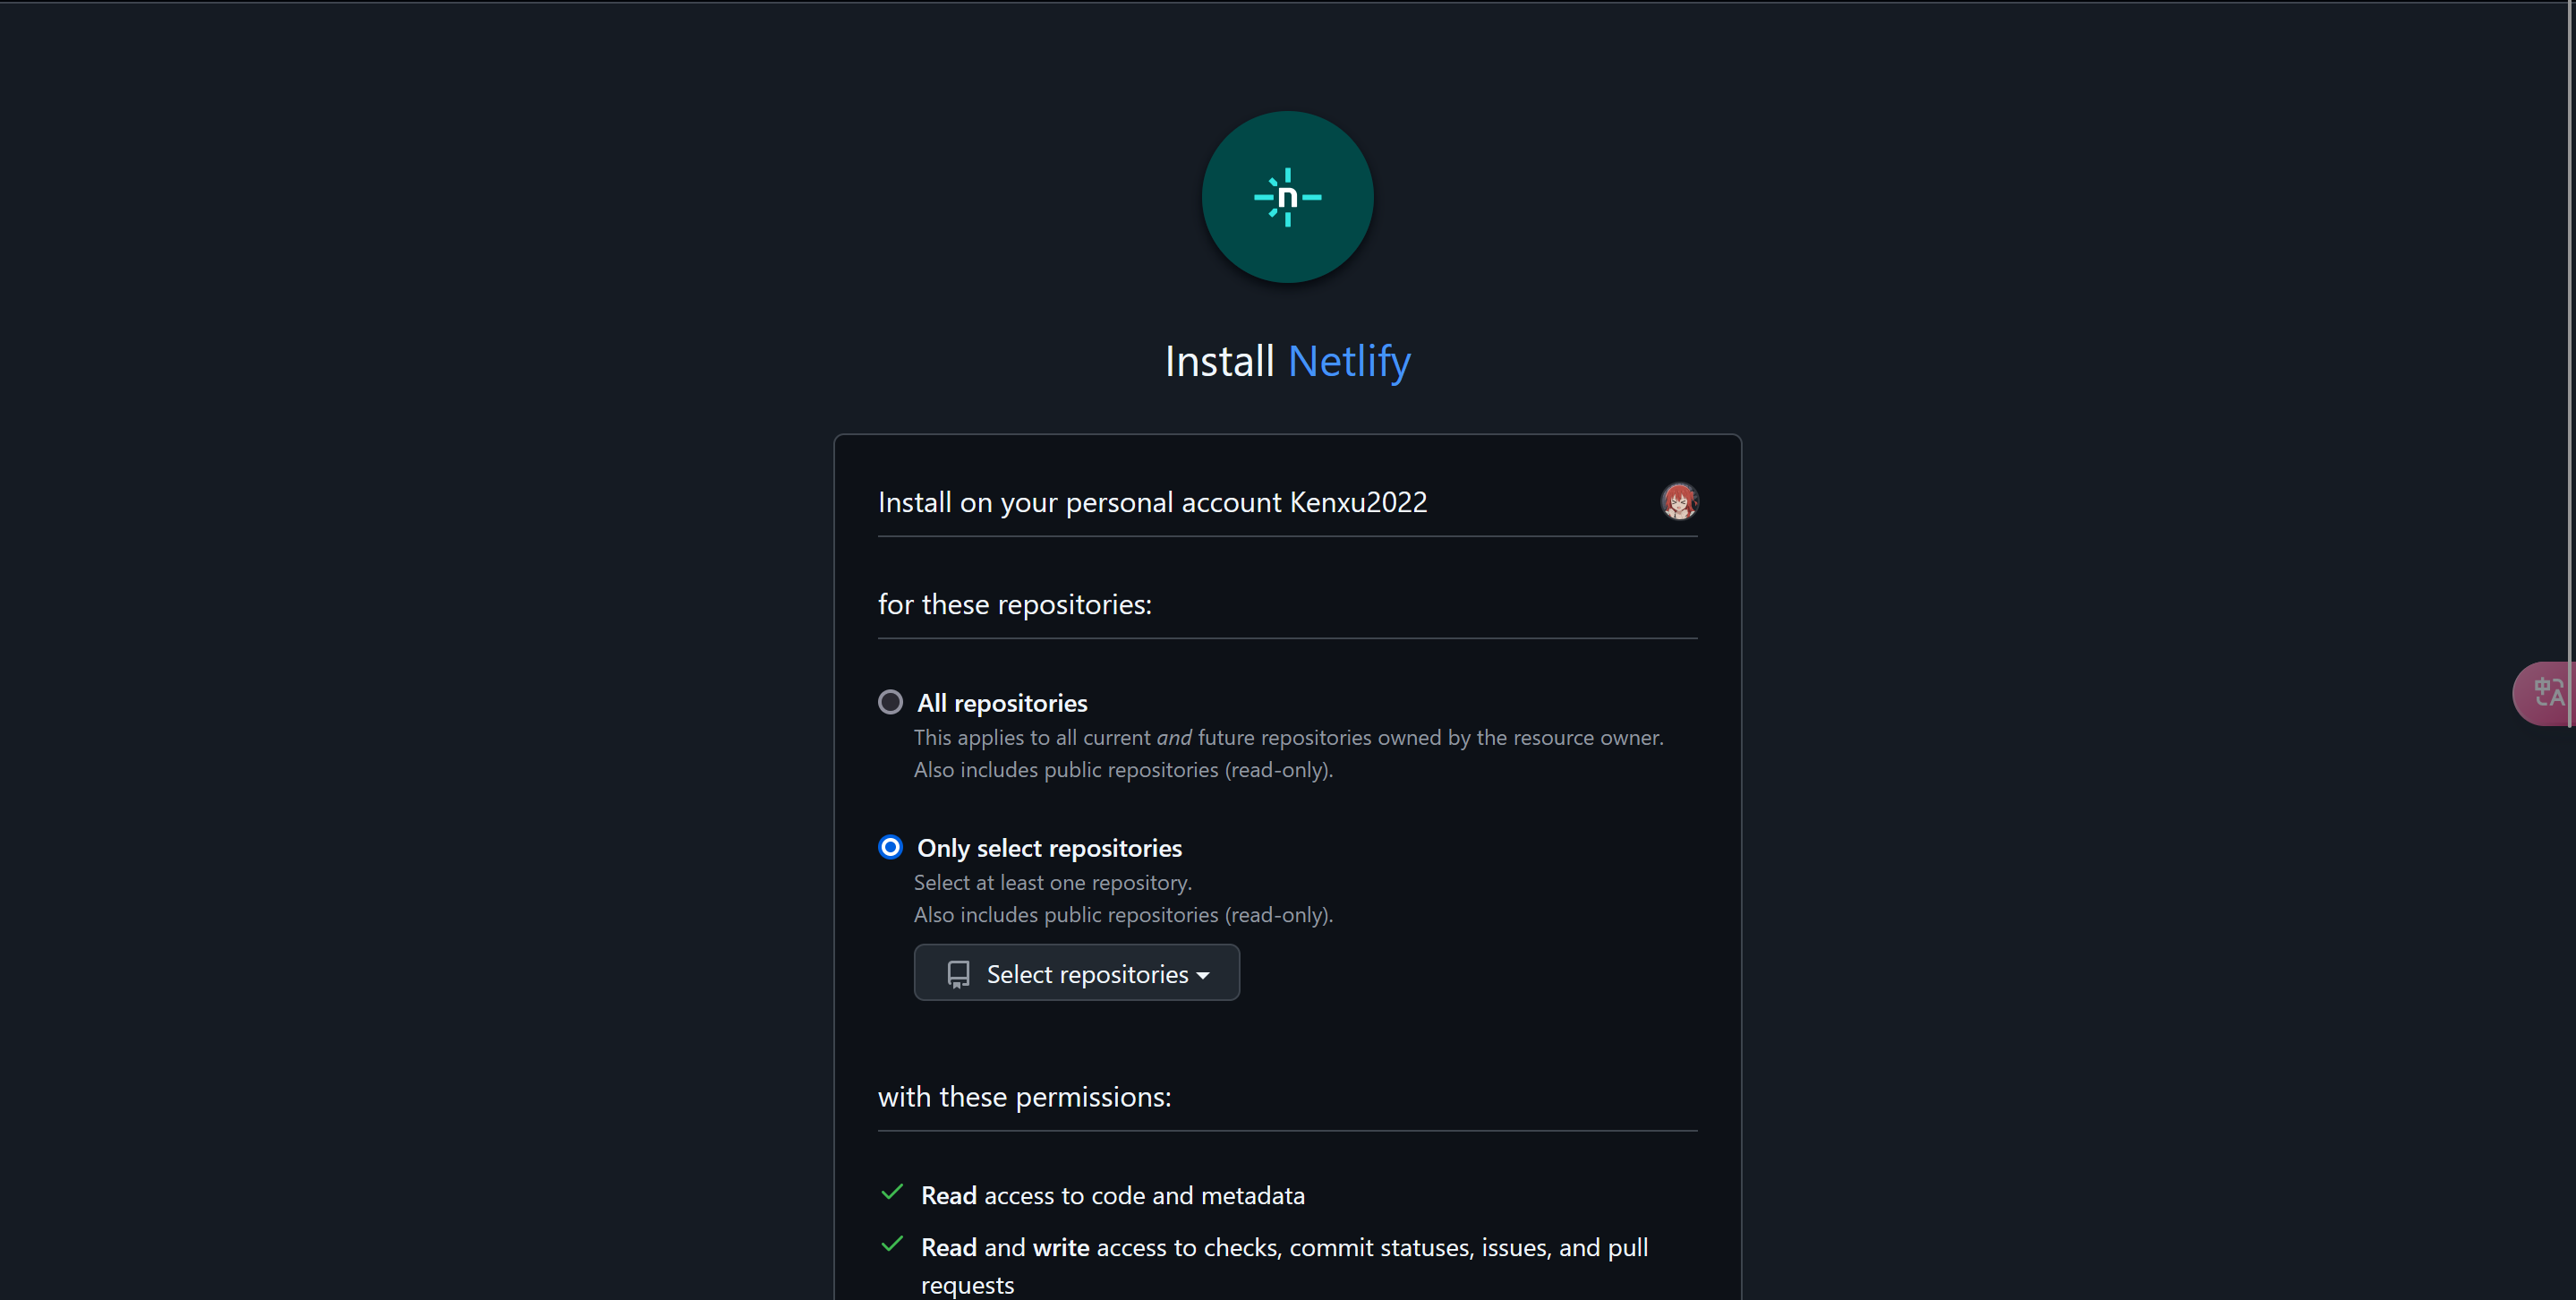 n
Install Netlify
Install on your personal account Kenxu2022
for these repositories:
All repositories
This applies to all current and future repositories owned by the resource owner.
Also includes public repositories (read-only).
Only select repositories
Select at least one repository.
Also includes public repositories (read-only).
Select repositories
with these permissions:
Read access to code and metadata
Read and write access to checks, commit statuses, issues, and pull
requests
中 A